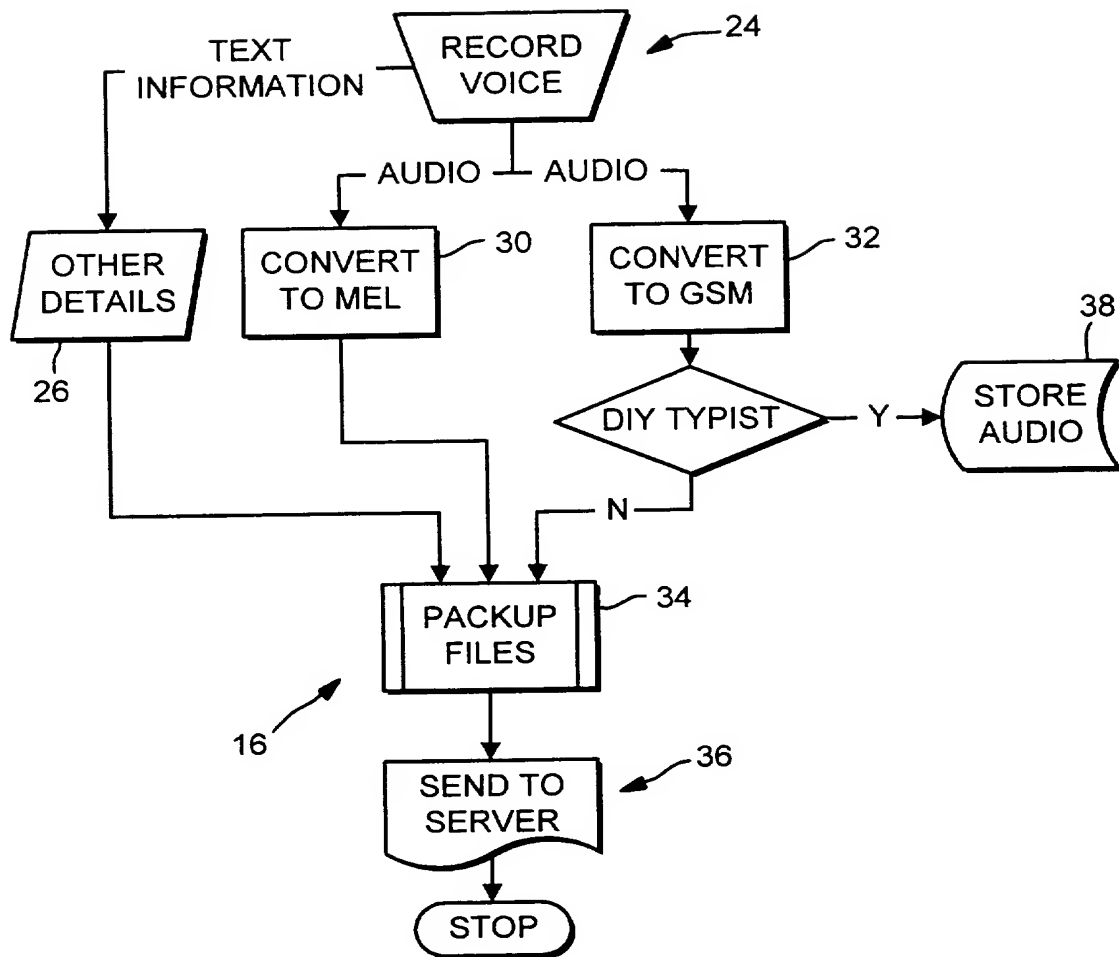 RECORD
VOICE
24
TEXT
INFORMATION
AUDIO
AUDIO
OTHER
DETAILS
26
CONVERT
TO MEL
30
CONVERT
TO GSM
32
DIY TYPIST
Y
STORE
AUDIO
38
N
PACKUP
FILES
34
16
SEND TO
SERVER
36
STOP